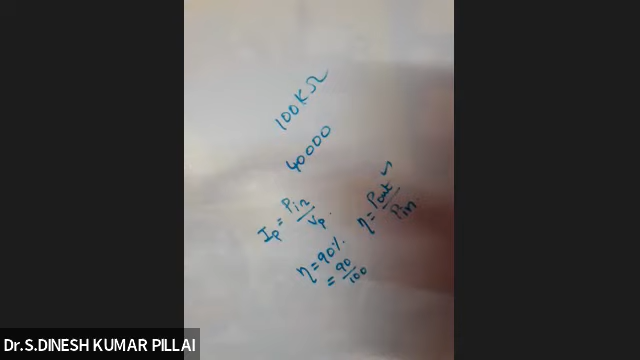 100KΩ
40000
Ip = Pin/Vp.
η = Pout/Pin.
η = 90%.
= 90/100
Dr.S.DINESH KUMAR PILLAI